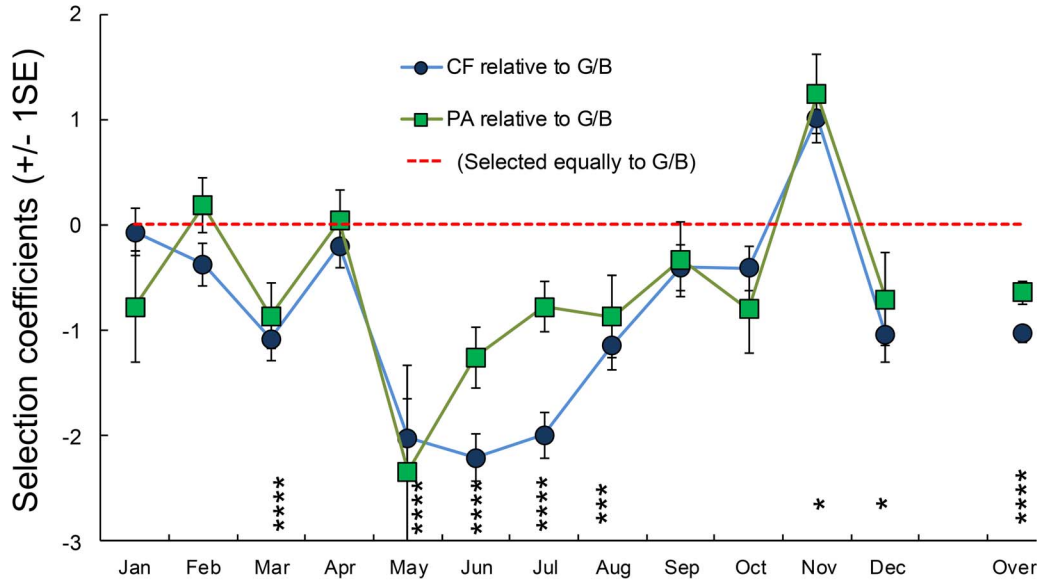 Selection coefficients (+/- 1SE)
2
1
0
-1
-2
-3
CF relative to G/B
PA relative to G/B
(Selected equally to G/B)
**** **** **** **** *** * * ****
Jan Feb Mar Apr May Jun Jul Aug Sep Oct Nov Dec Over